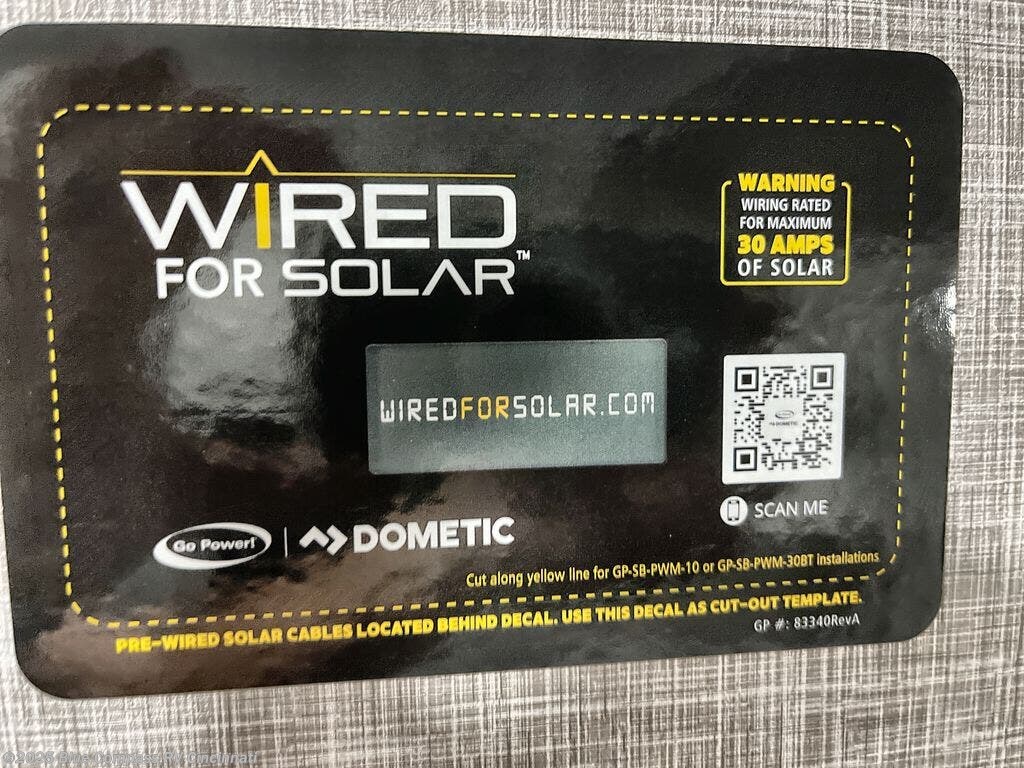 WIRED
FOR SOLAR™
WARNING
WIRING RATED
FOR MAXIMUM
30 AMPS
OF SOLAR
WIREDFORSOLAR.COM
DOMETIC
SCAN ME
Go Power!
DOMETIC
Cut along yellow line for GP-SB-PWM-10 or GP-SB-PWM-30BT installations
PRE-WIRED SOLAR CABLES LOCATED BEHIND DECAL. USE THIS DECAL AS CUT-OUT TEMPLATE.
GP #: 83340RevA